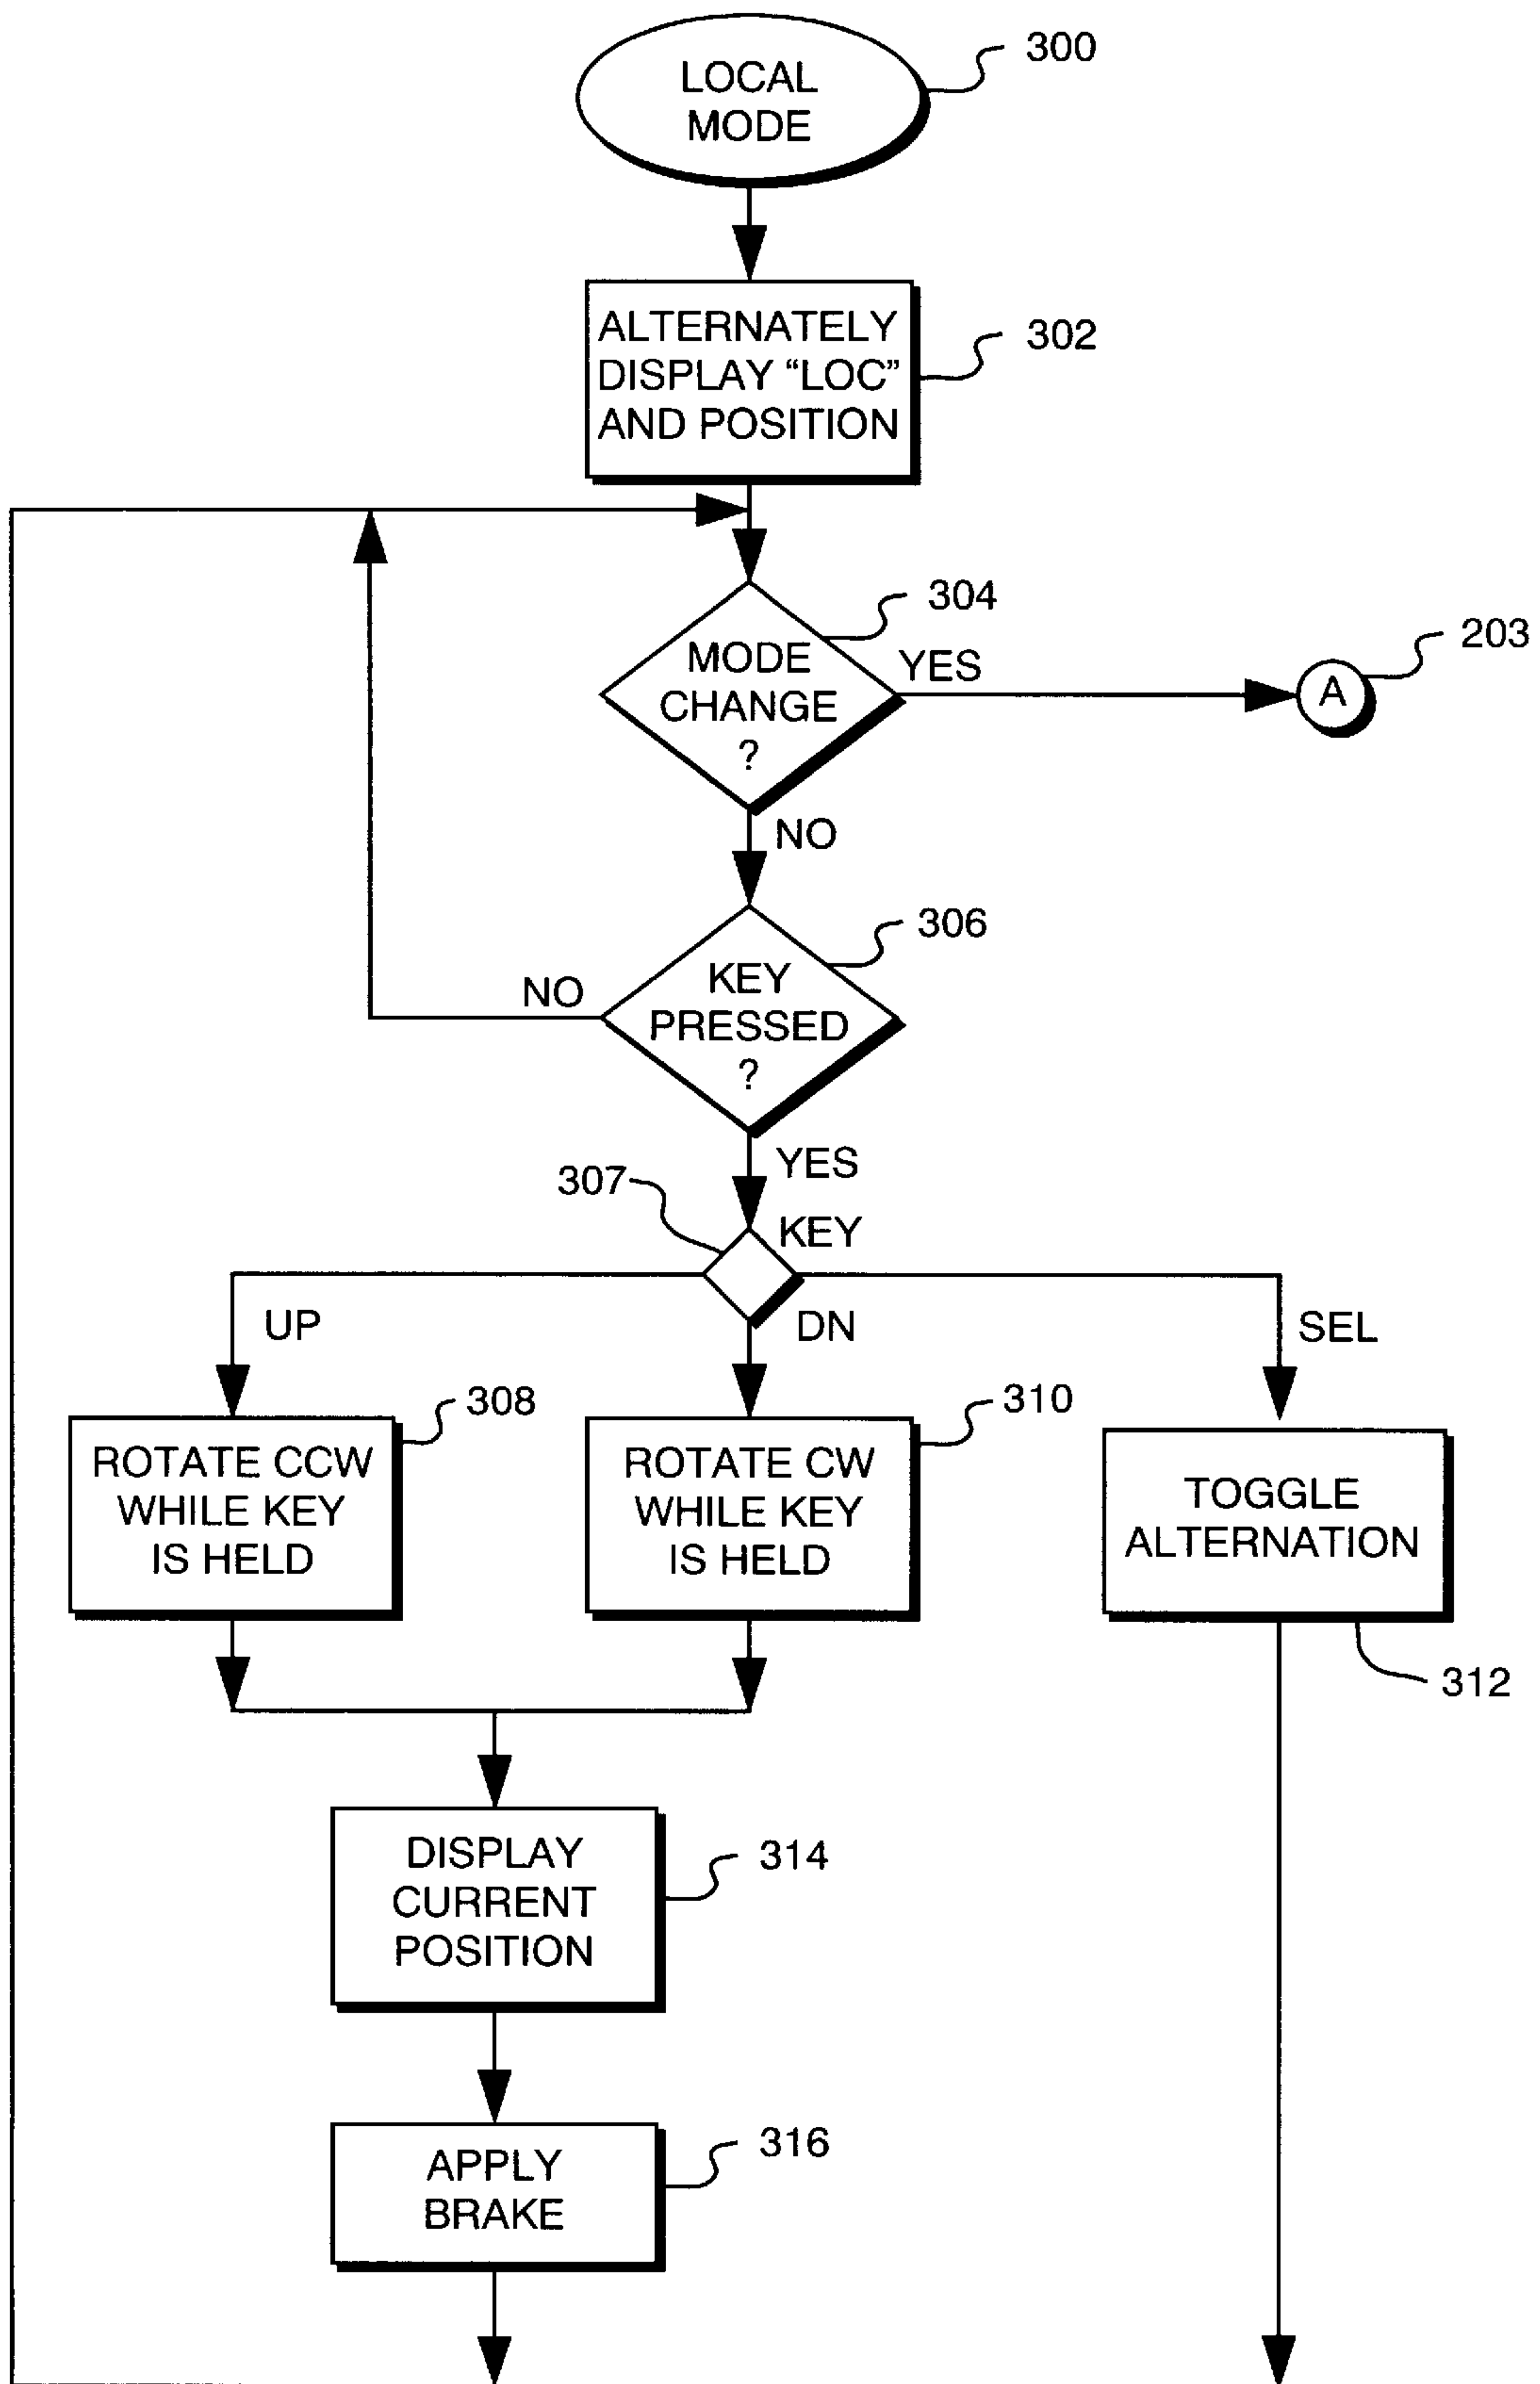 LOCAL
MODE
300
ALTERNATELY
DISPLAY “LOC”
AND POSITION
302
MODE
CHANGE
?
304
YES
A
203
NO
KEY
PRESSED
?
306
NO
YES
307
KEY
UP
DN
SEL
ROTATE CCW
WHILE KEY
IS HELD
308
ROTATE CW
WHILE KEY
IS HELD
310
TOGGLE
ALTERNATION
312
DISPLAY
CURRENT
POSITION
314
APPLY
BRAKE
316